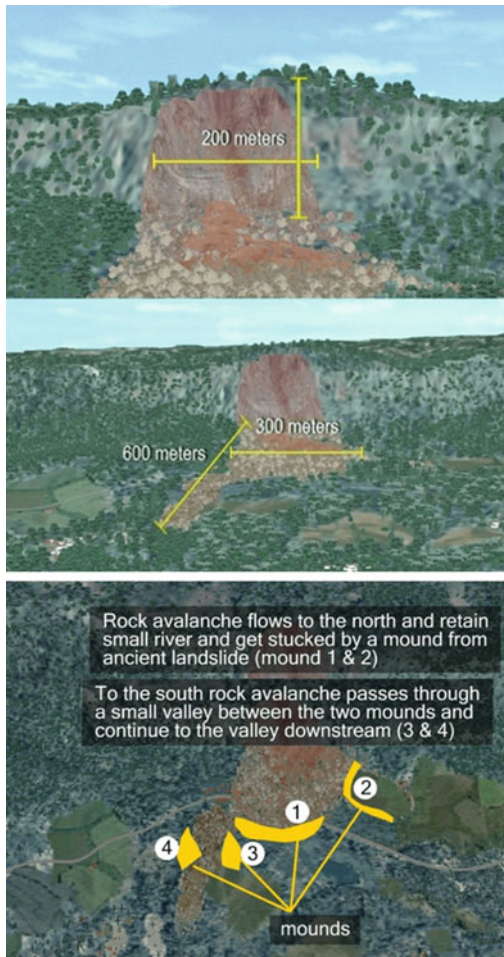 200 meters
600 meters
300 meters
Rock avalanche flows to the north and retain
small river and get stucked by a mound from
ancient landslide (mound 1 & 2)
To the south rock avalanche passes through
a small valley between the two mounds and
continue to the valley downstream (3 & 4)
1
2
3
4
mounds